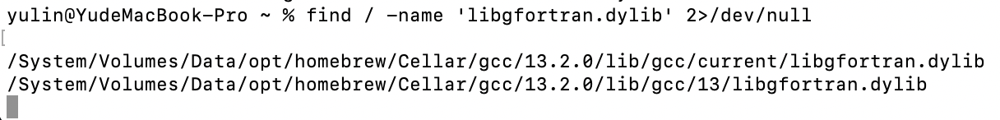 yulin@YudeMacBook-Pro ~ % find / -name 'libgfortran.dylib' 2>/dev/null
[
/System/Volumes/Data/opt/homebrew/Cellar/gcc/13.2.0/lib/gcc/current/libgfortran.dylib
/System/Volumes/Data/opt/homebrew/Cellar/gcc/13.2.0/lib/gcc/13/libgfortran.dylib